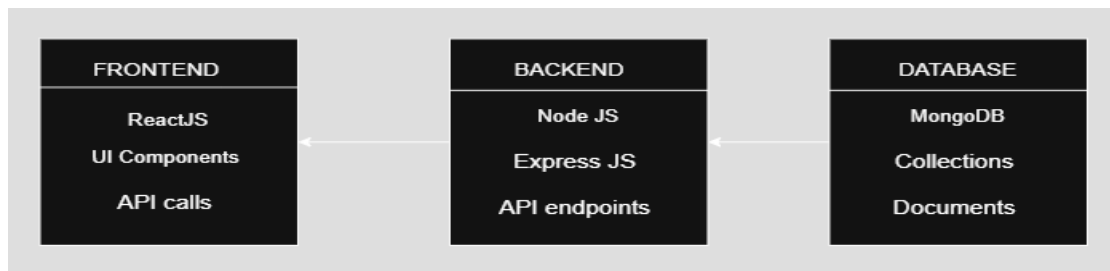 FRONTEND
ReactJS
UI Components
API calls
BACKEND
Node JS
Express JS
API endpoints
DATABASE
MongoDB
Collections
Documents